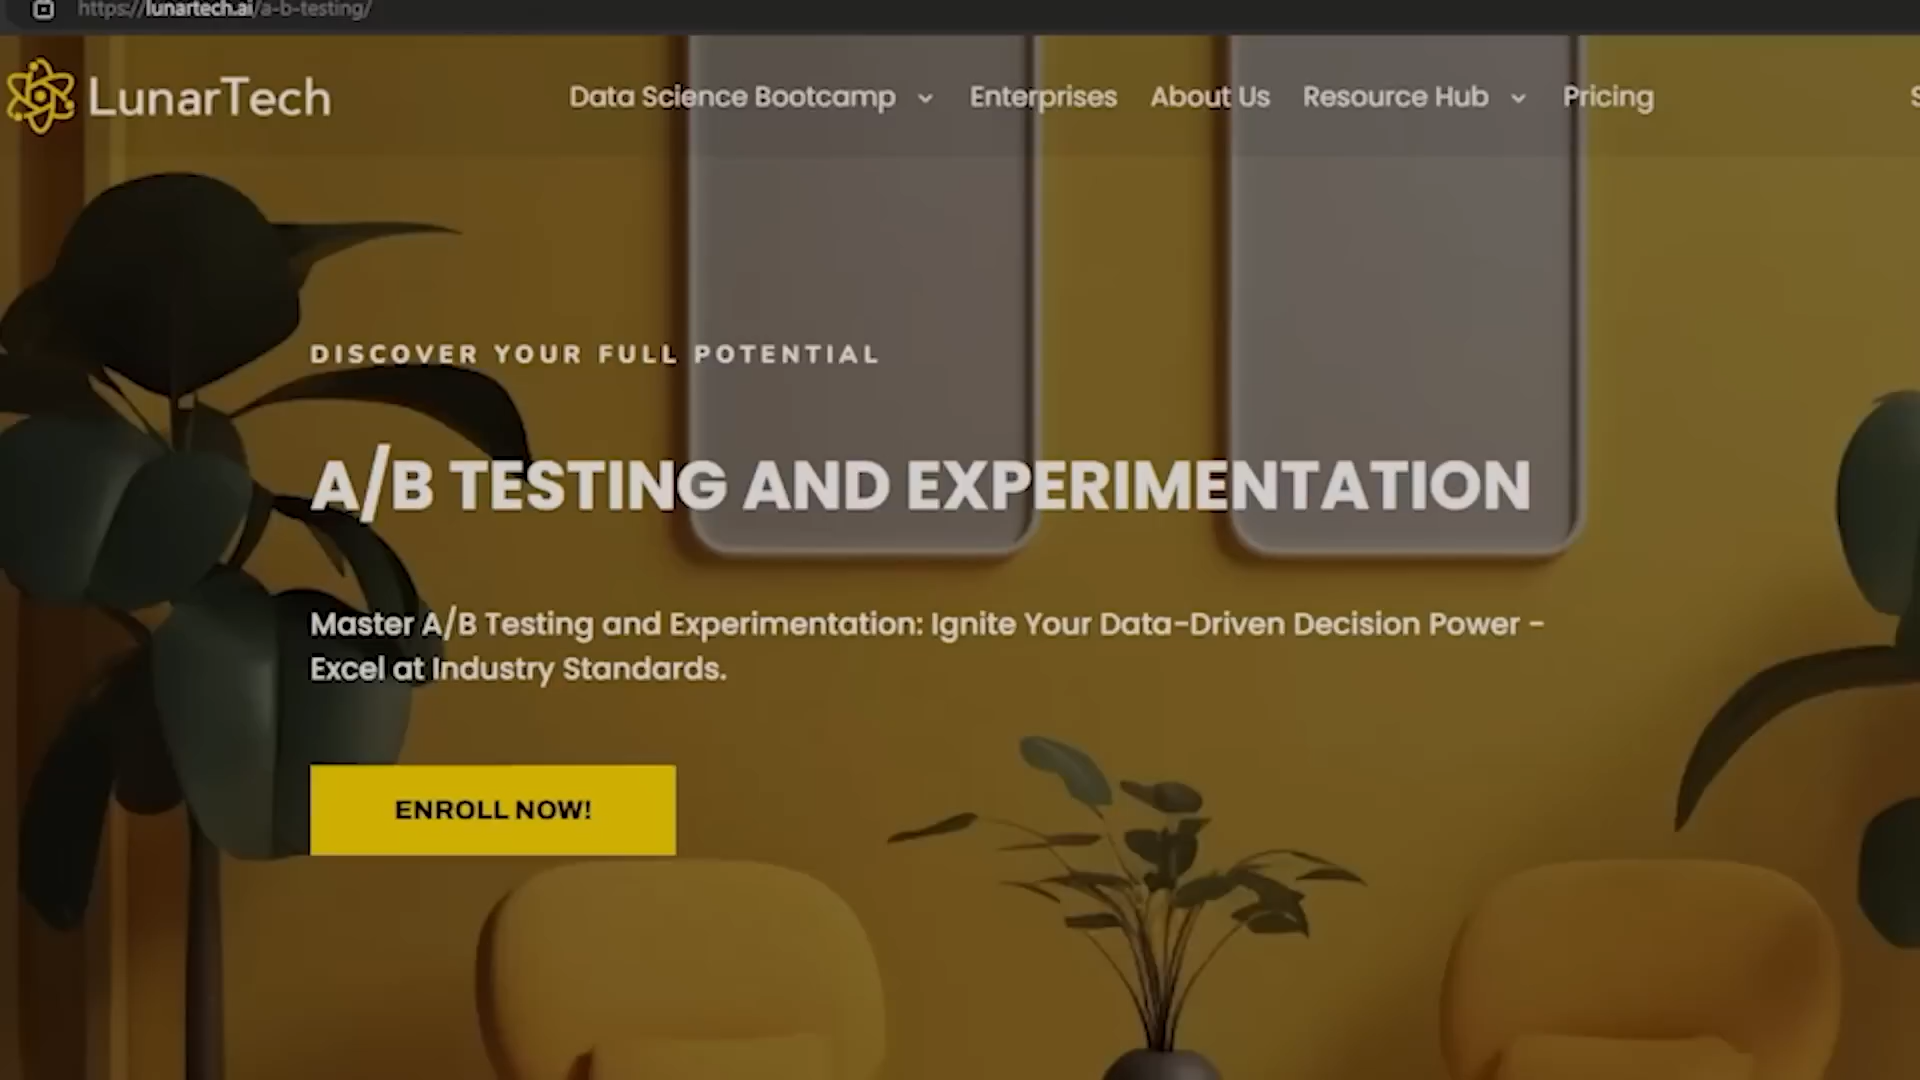 https://lunartech.ai/a-b-testing/
LunarTech
Data Science Bootcamp
Enterprises
About Us
Resource Hub
Pricing
DISCOVER YOUR FULL POTENTIAL
A/B TESTING AND EXPERIMENTATION
Master A/B Testing and Experimentation: Ignite Your Data-Driven Decision Power -
Excel at Industry Standards.
ENROLL NOW!